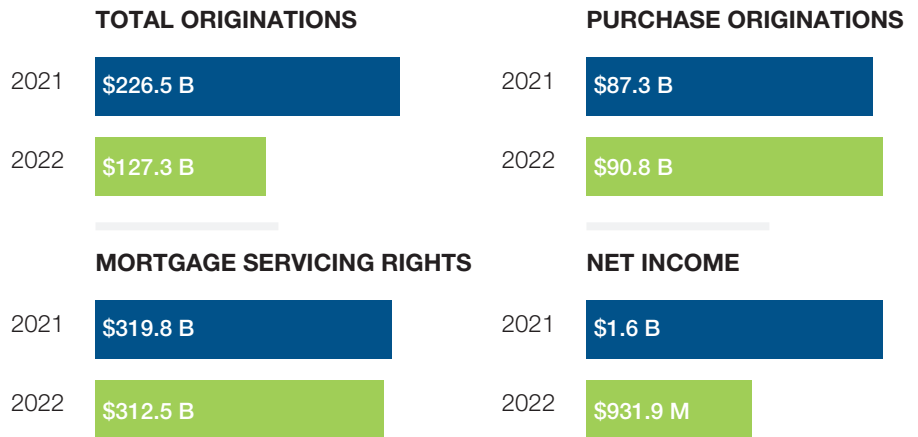 TOTAL ORIGINATIONS
2021 $226.5 B
2022 $127.3 B
PURCHASE ORIGINATIONS
2021 $87.3 B
2022 $90.8 B
MORTGAGE SERVICING RIGHTS
2021 $319.8 B
2022 $312.5 B
NET INCOME
2021 $1.6 B
2022 $931.9 M